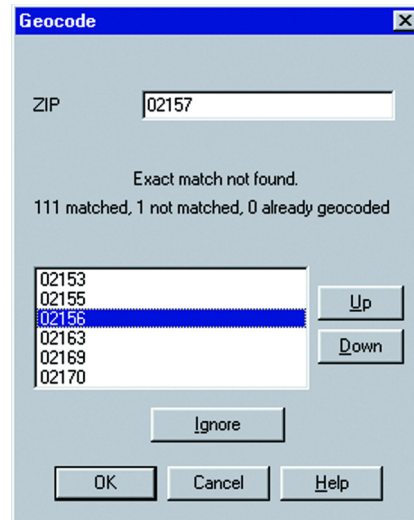 Geocode
ZIP 02157
Exact match not found.
111 matched, 1 not matched, 0 already geocoded
02153
02155
02156
02163
02169
02170
Up
Down
Ignore
OK Cancel Help